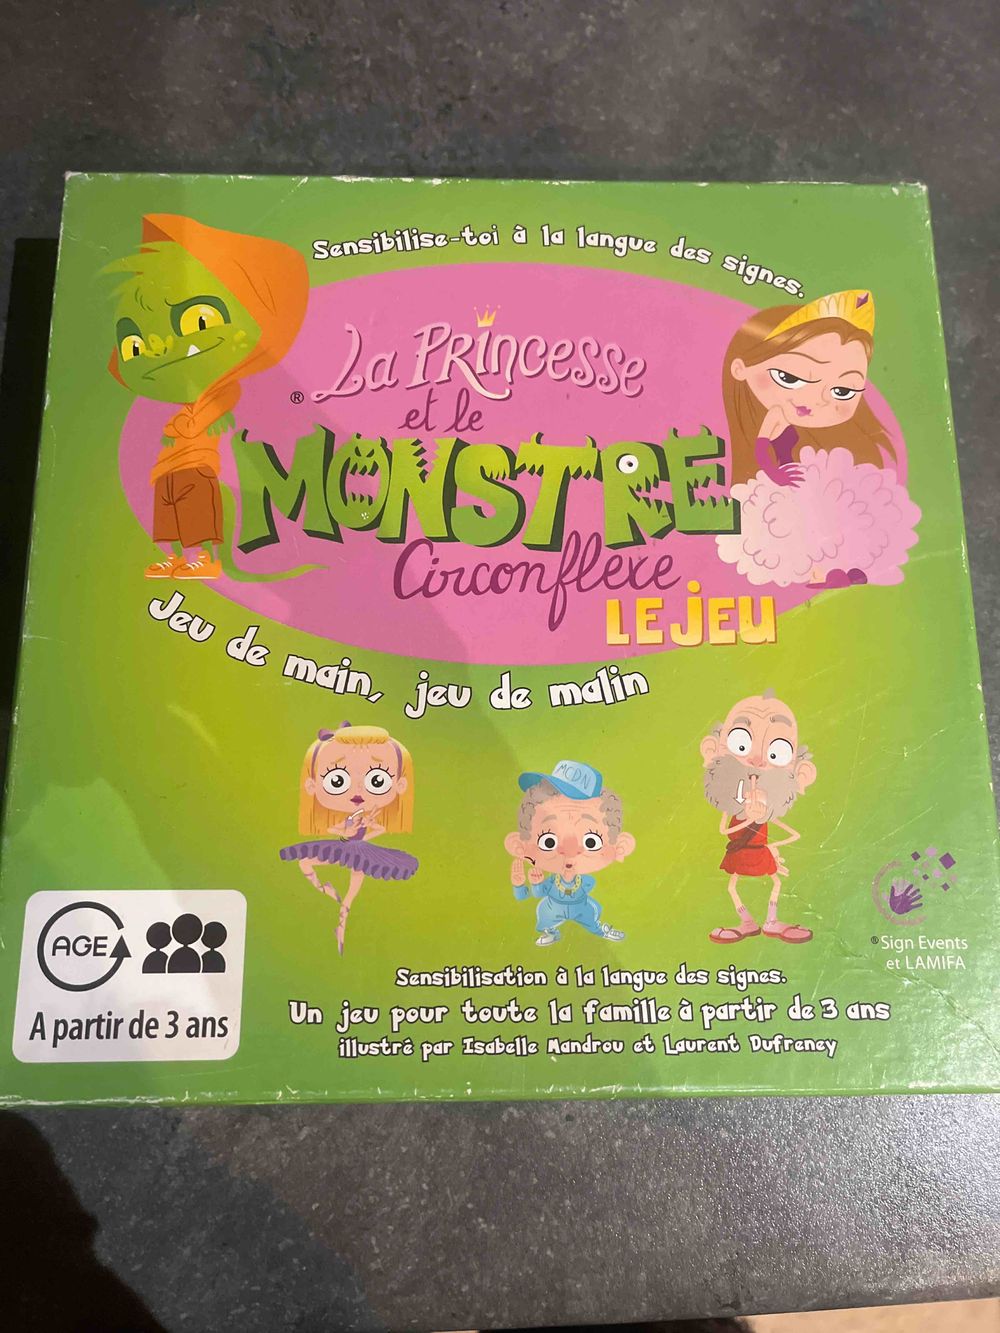 Sensibilise-toi à la langue des signes.
La Princesse
®
et le
MONSTRE
Circonflexe
LE JEU
Jeu de main, jeu de malin
MCDN
AGE
A partir de 3 ans
® Sign Events
et LAMIFA
Sensibilisation à la langue des signes.
Un jeu pour toute la famille à partir de 3 ans
illustré par Isabelle Mandrou et Laurent Dufreney